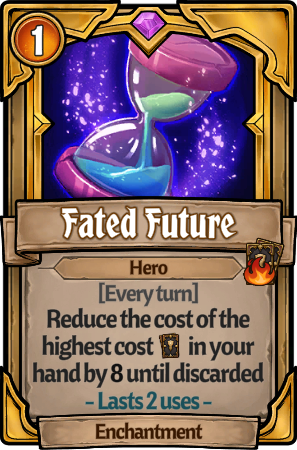 1
Fated Future
Hero
[Every turn]
Reduce the cost of the
highest cost in your
hand by 8 until discarded
- Lasts 2 uses -
Enchantment